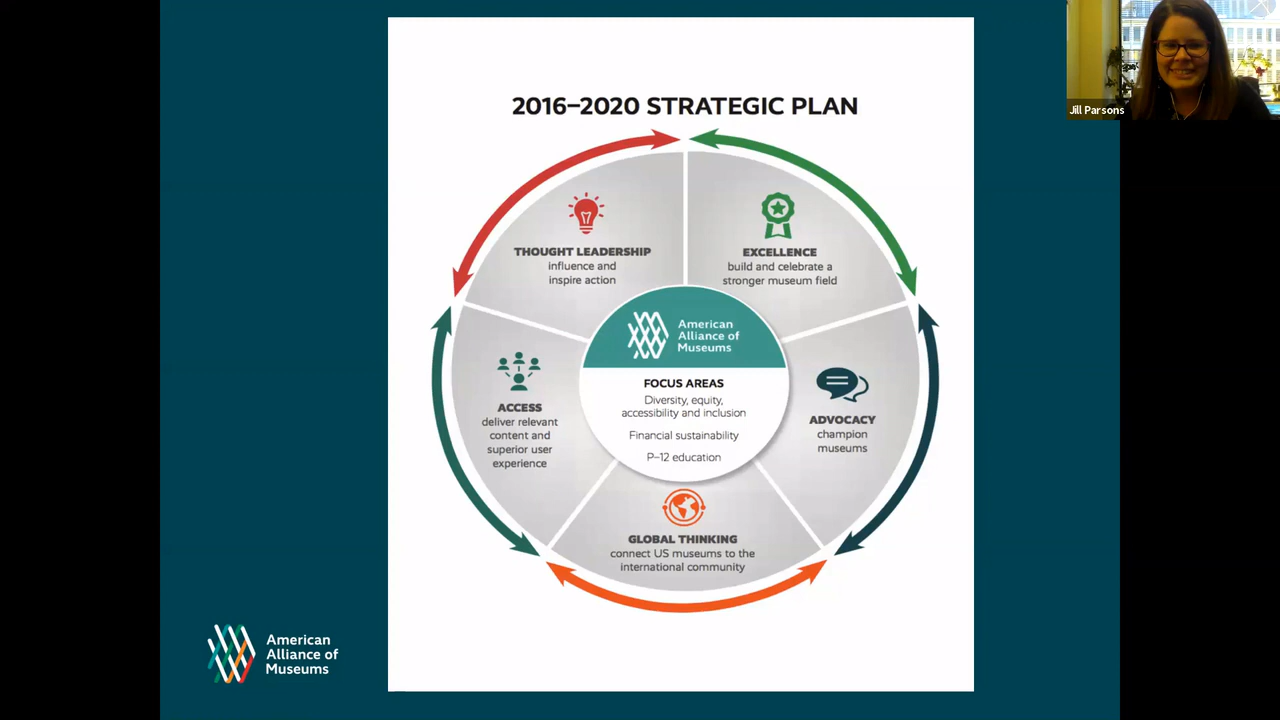 2016–2020 STRATEGIC PLAN
THOUGHT LEADERSHIP
influence and
inspire action
EXCELLENCE
build and celebrate a
stronger museum field
American
Alliance of
Museums
FOCUS AREAS
Diversity, equity,
accessibility and inclusion
Financial sustainability
P–12 education
ACCESS
deliver relevant
content and
superior user
experience
ADVOCACY
champion
museums
GLOBAL THINKING
connect US museums to the
international community
American
Alliance of
Museums
Jill Parsons